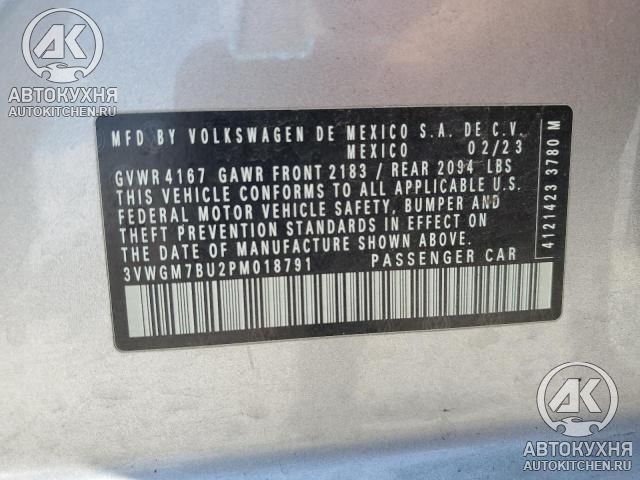 АК
АВТОКУХНЯ
AUTOKITCHEN.RU
MFD BY VOLKSWAGEN DE MEXICO S.A. DE C.V.
MEXICO 02/23
GVWR 4167 GAWR FRONT 2183 / REAR 2094 LBS
THIS VEHICLE CONFORMS TO ALL APPLICABLE U.S.
FEDERAL MOTOR VEHICLE SAFETY, BUMPER AND
THEFT PREVENTION STANDARDS IN EFFECT ON
THE DATE OF MANUFACTURE SHOWN ABOVE.
3VWGM7BU2PM018791 PASSENGER CAR
4121423 3780 M
АК
АВТОКУХНЯ
AUTOKITCHEN.RU